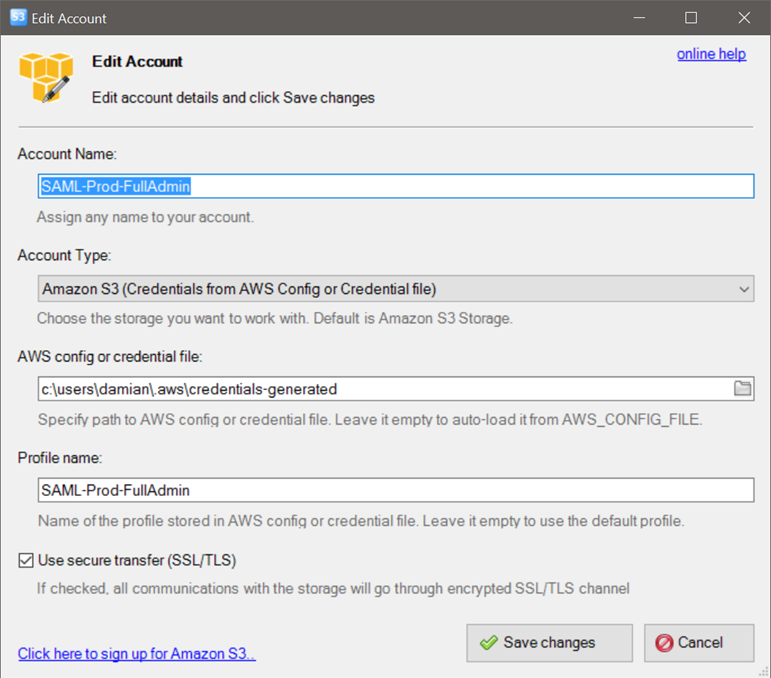 S3 Edit Account
Edit Account
online help
Edit account details and click Save changes
Account Name:
SAML-Prod-FullAdmin
Assign any name to your account.
Account Type:
Amazon S3 (Credentials from AWS Config or Credential file)
Choose the storage you want to work with. Default is Amazon S3 Storage.
AWS config or credential file:
c:\users\damian\.aws\credentials-generated
Specify path to AWS config or credential file. Leave it empty to auto-load it from AWS_CONFIG_FILE.
Profile name:
SAML-Prod-FullAdmin
Name of the profile stored in AWS config or credential file. Leave it empty to use the default profile.
Use secure transfer (SSL/TLS)
If checked, all communications with the storage will go through encrypted SSL/TLS channel
Save changes
Cancel
Click here to sign up for Amazon S3..